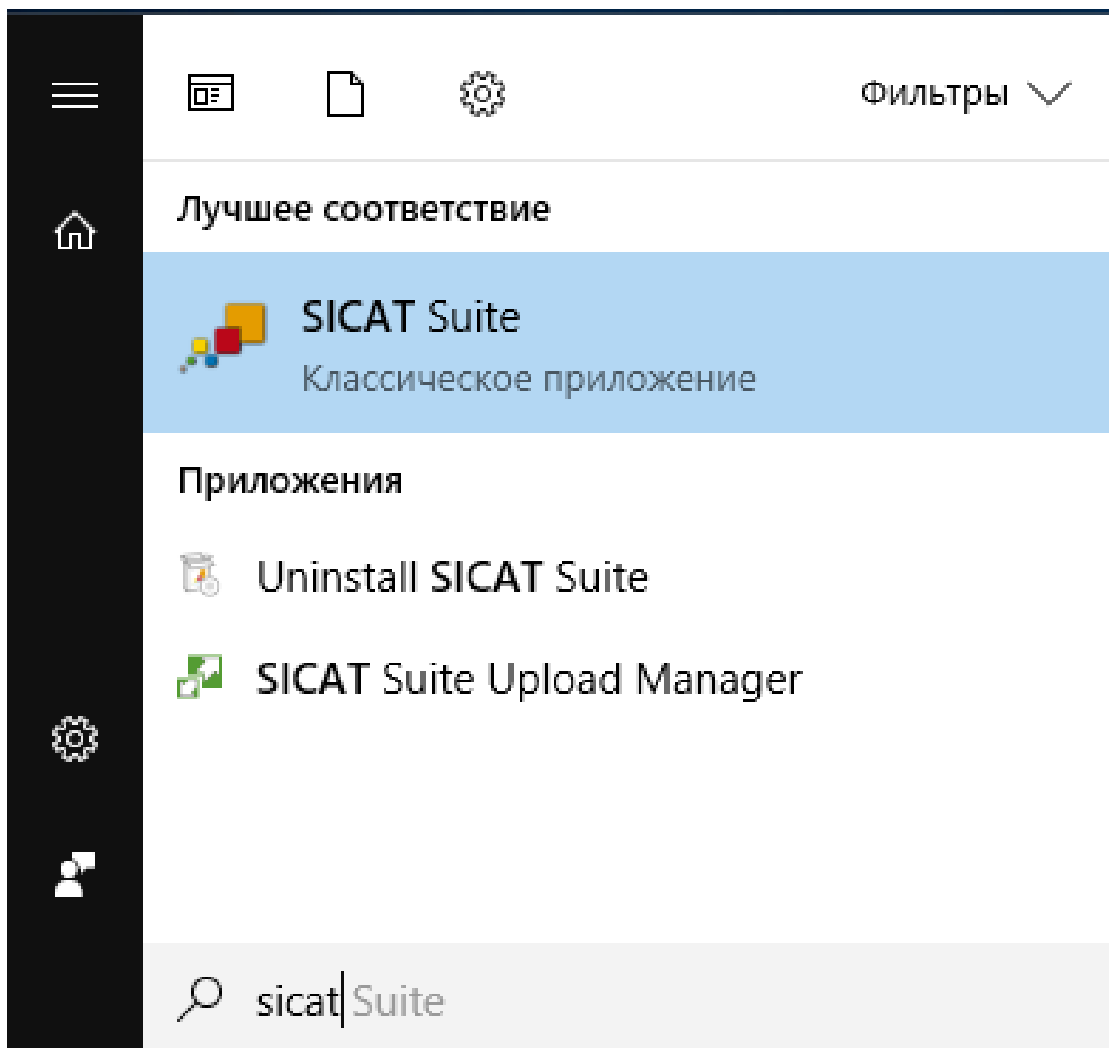 Фильтры
Лучшее соответствие
SICAT Suite
Классическое приложение
Приложения
Uninstall SICAT Suite
SICAT Suite Upload Manager
sicat Suite